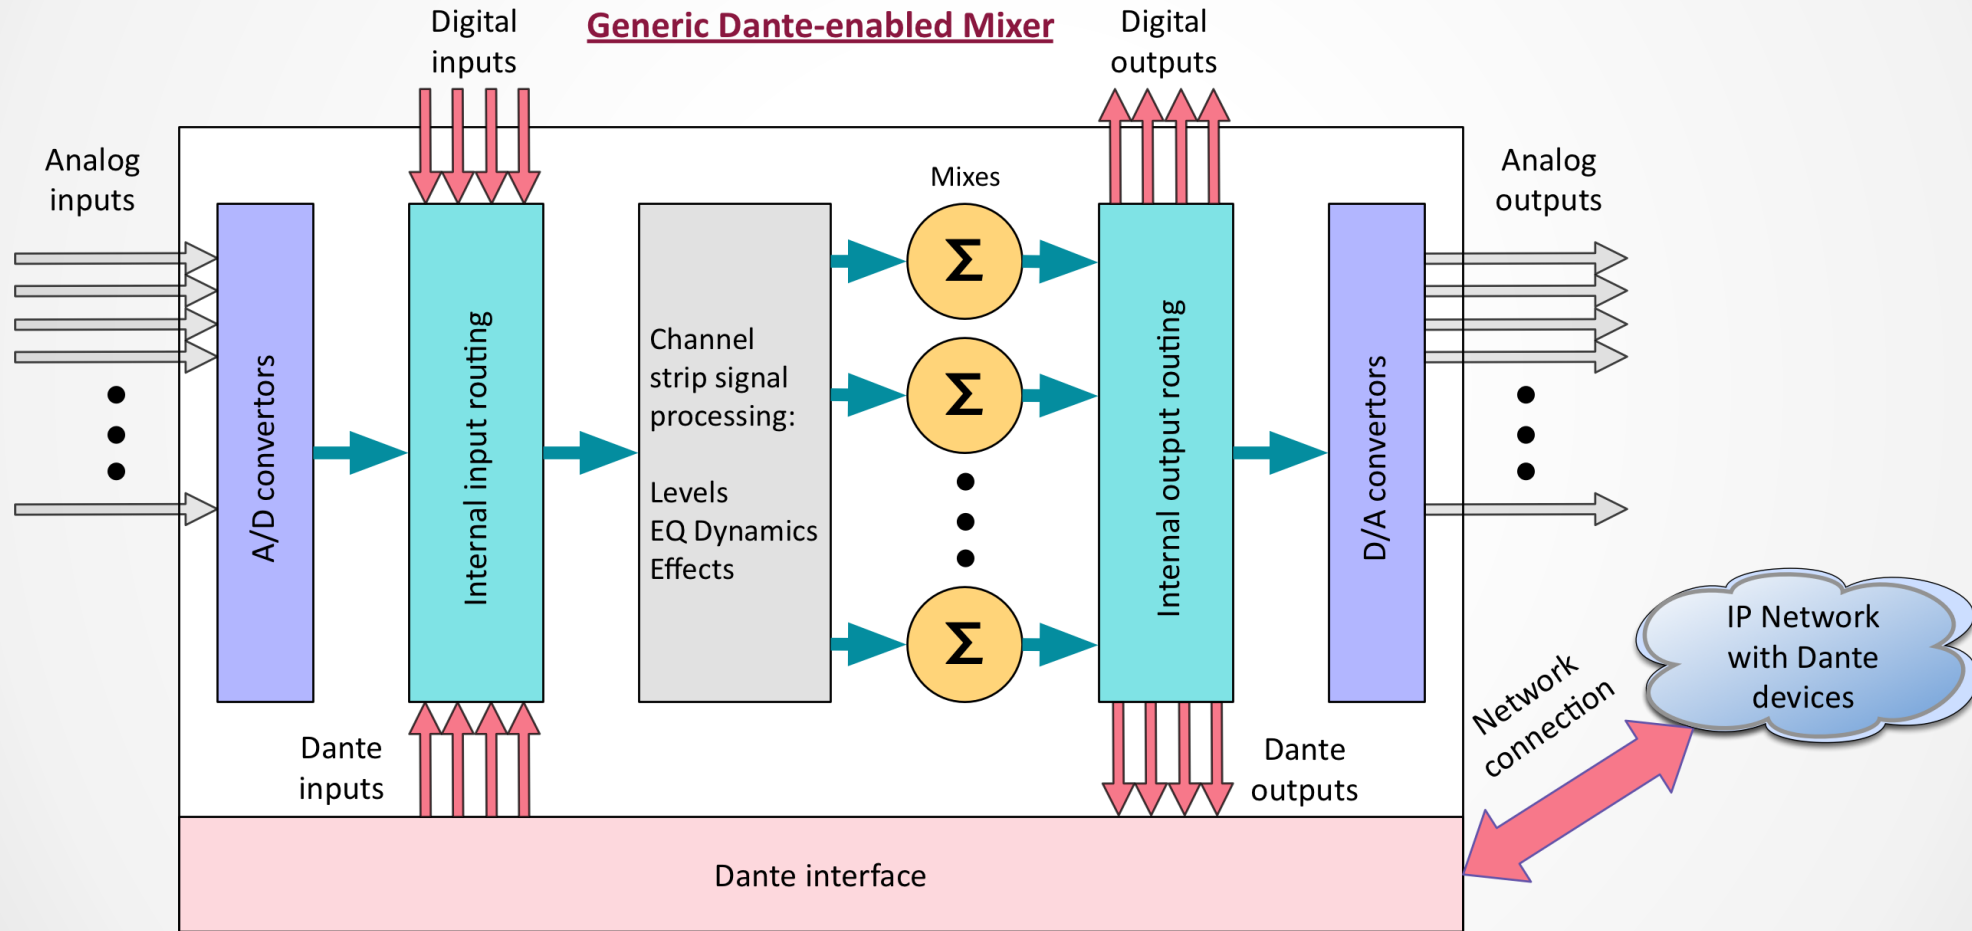 Generic Dante-enabled Mixer
Digital
inputs
Digital
outputs
Analog
inputs
Mixes
Analog
outputs
A/D convertors
Internal input routing
Channel
strip signal
processing:
Levels
EQ Dynamics
Effects
Σ
Σ
Σ
Internal output routing
D/A convertors
IP Network
with Dante
devices
Network
connection
Dante
inputs
Dante
outputs
Dante interface